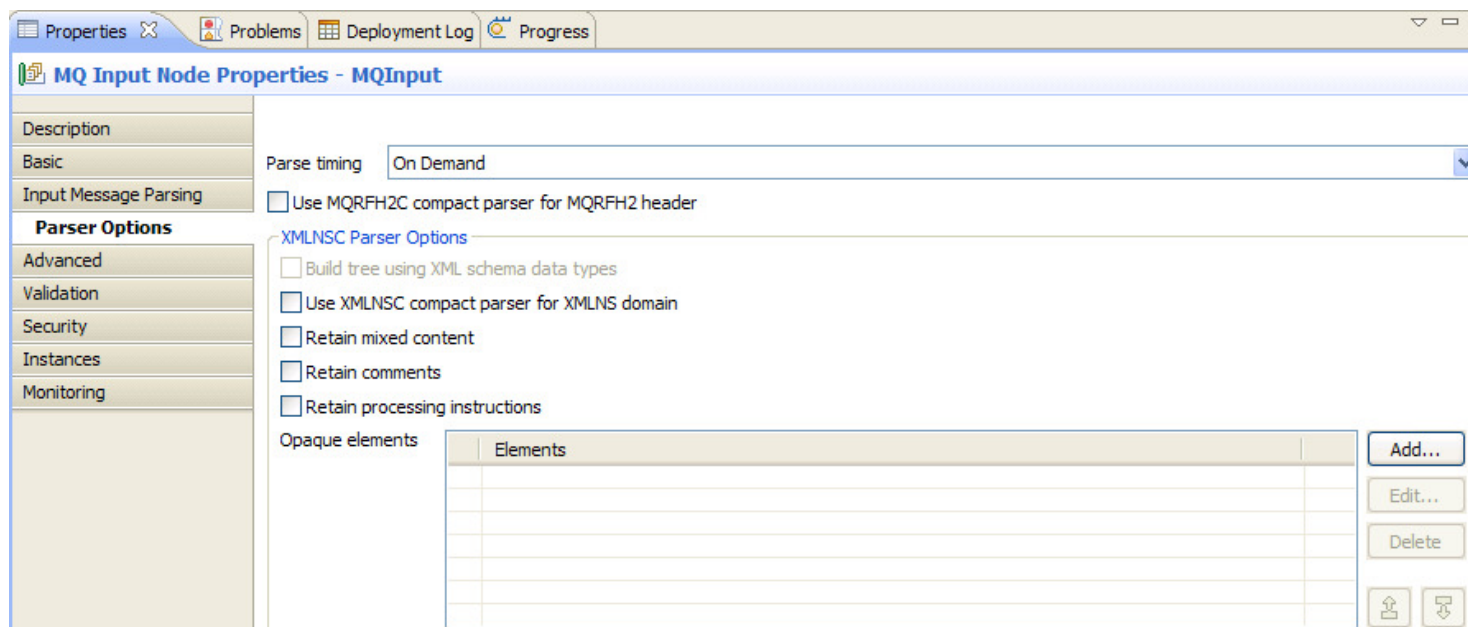 Properties Problems Deployment Log Progress
MQ Input Node Properties - MQInput
Description
Basic
Input Message Parsing
Parser Options
Advanced
Validation
Security
Instances
Monitoring
Parse timing On Demand
Use MQRFH2C compact parser for MQRFH2 header
XMLNSC Parser Options
Build tree using XML schema data types
Use XMLNSC compact parser for XMLNS domain
Retain mixed content
Retain comments
Retain processing instructions
Opaque elements
Elements
Add...
Edit...
Delete